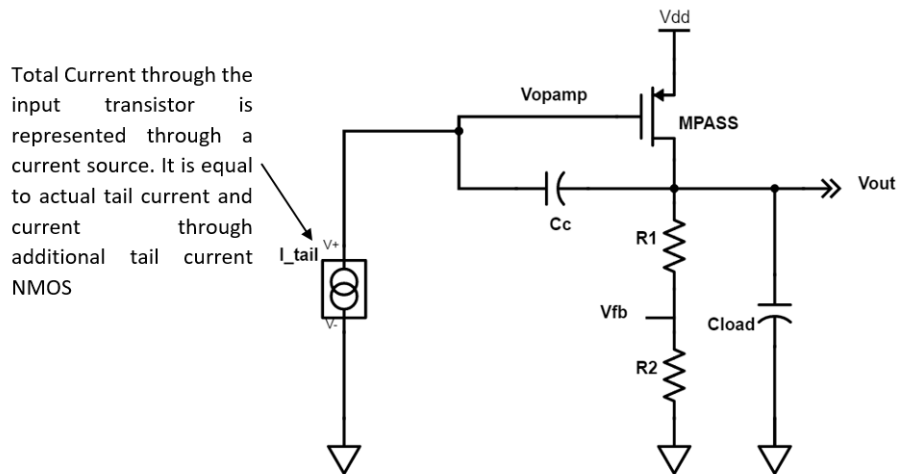 Vdd
Total Current through the
input transistor is
represented through a
current source. It is equal
to actual tail current and
current through
additional tail current
NMOS
Vopamp
MPASS
Vout
Cc
R1
V+
I_tail
V-
Vfb
Cload
R2